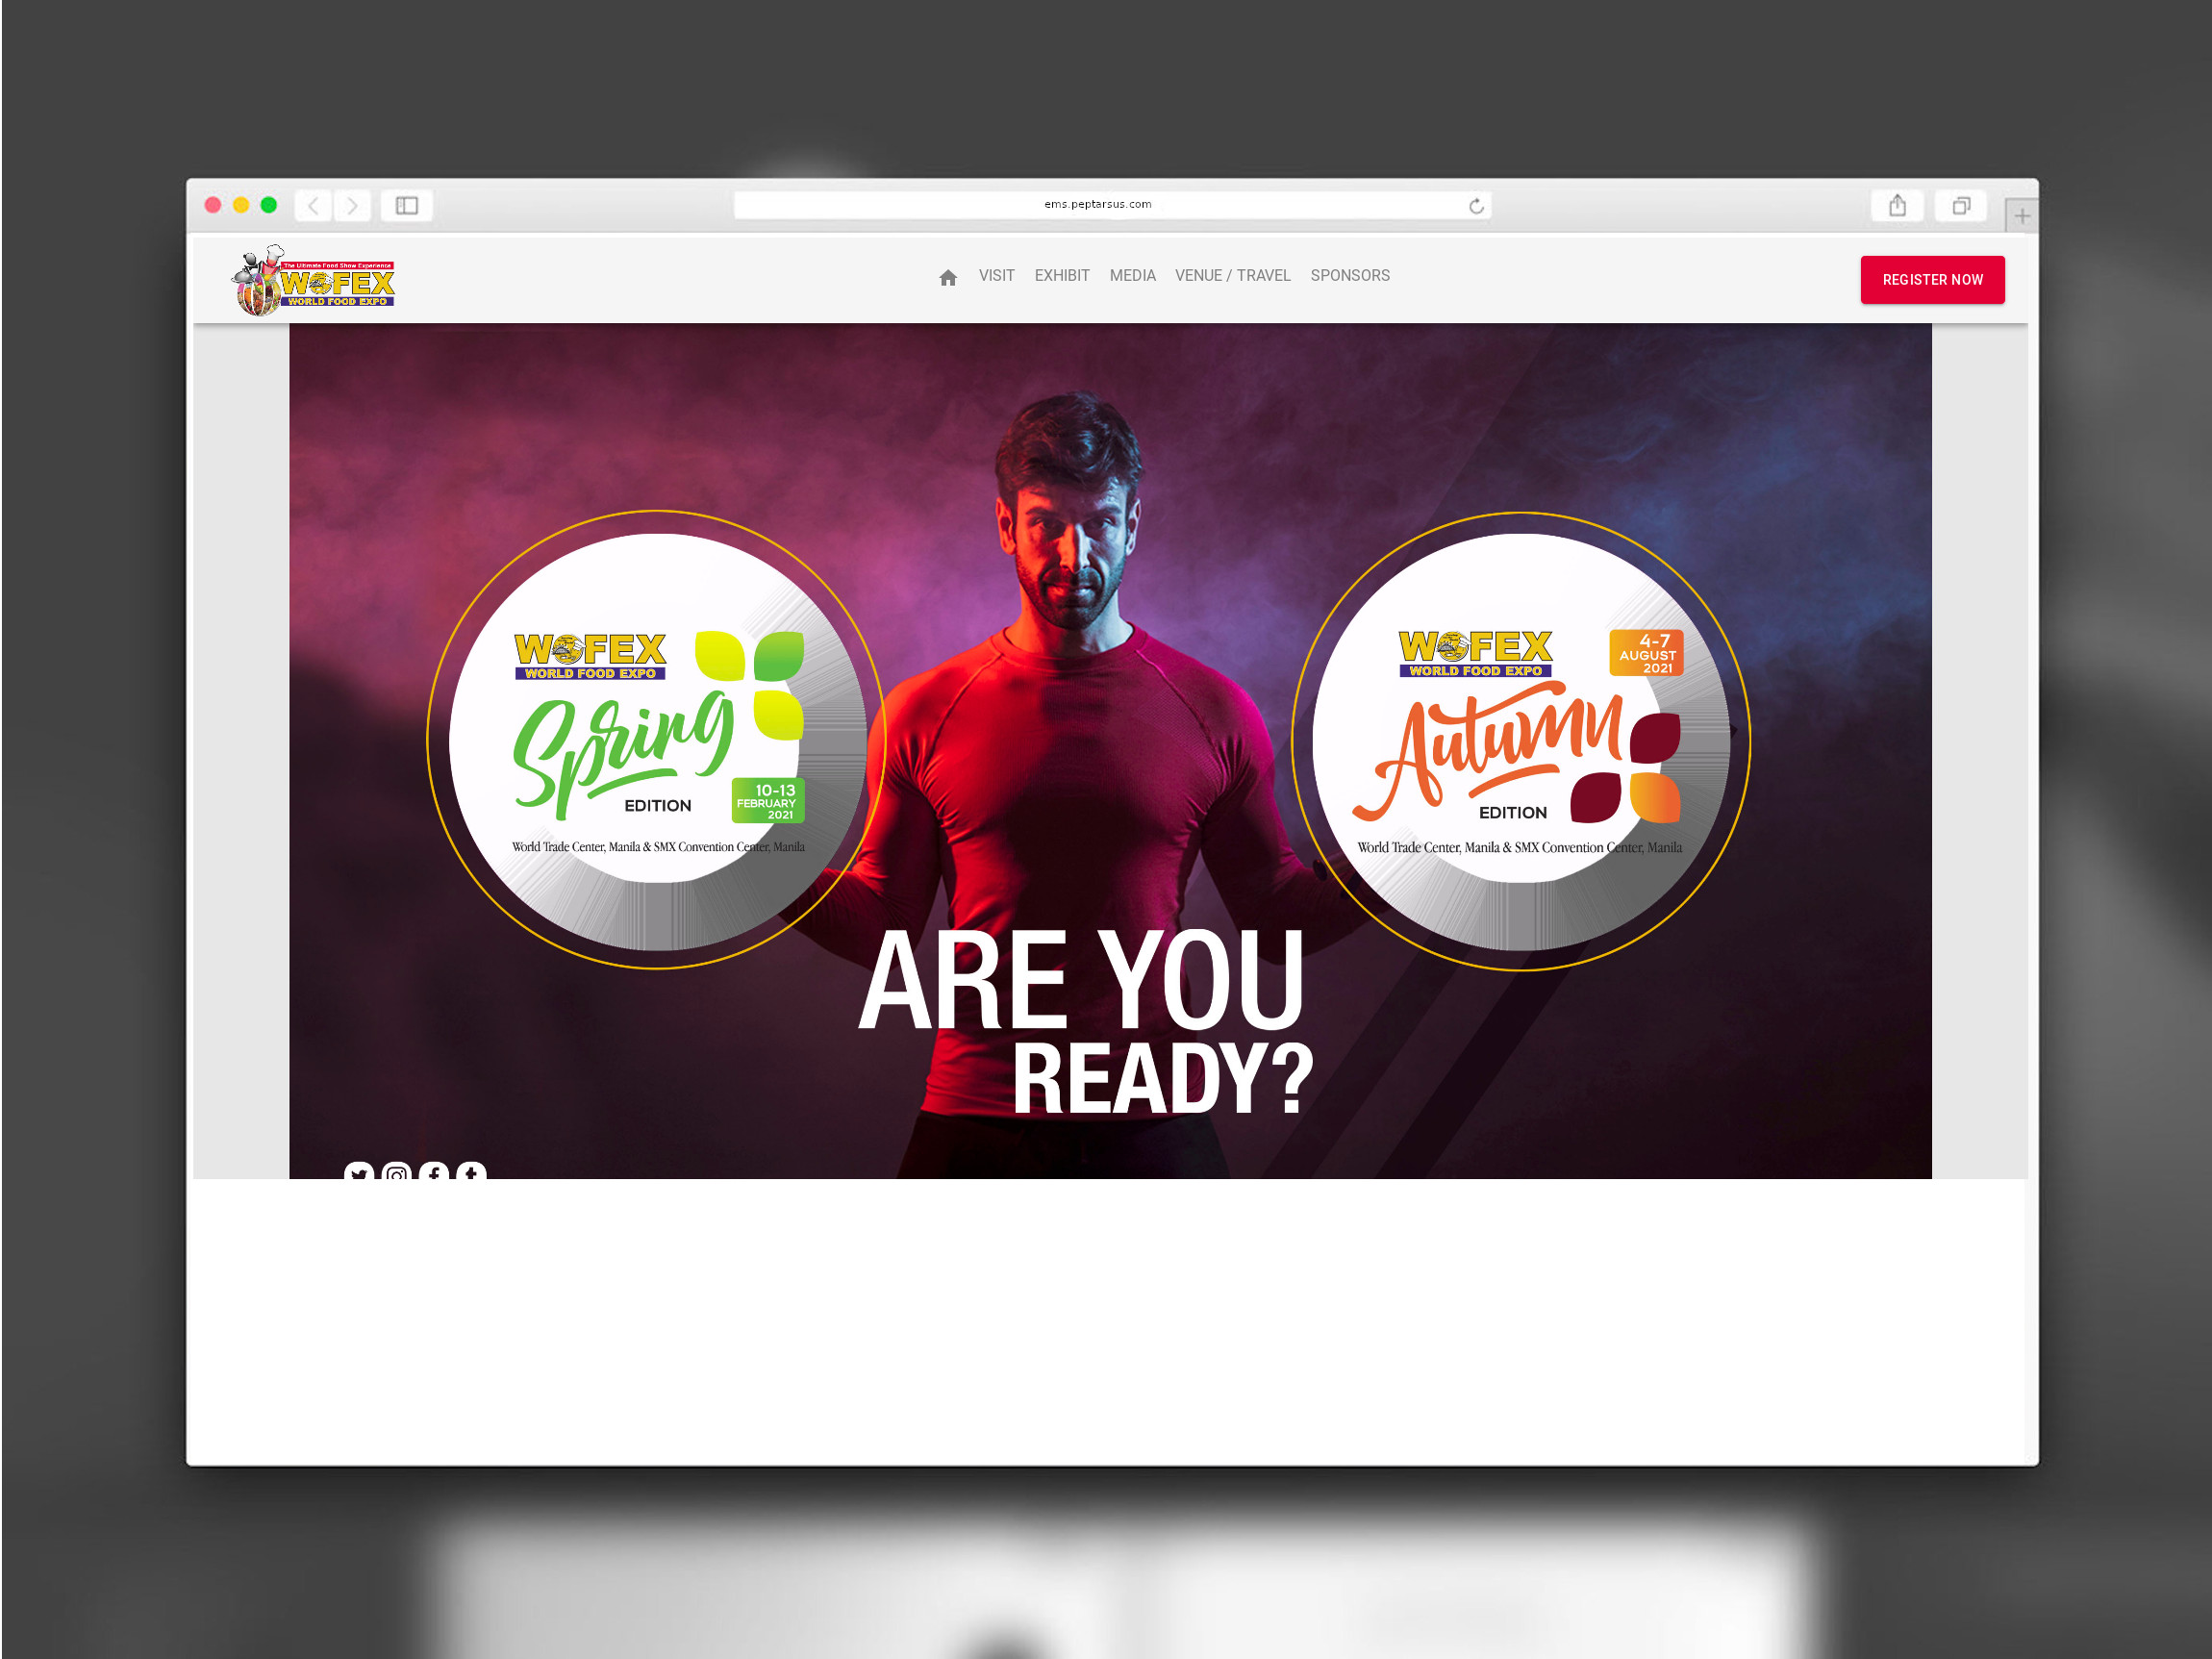 ems.peptarsus.com
The Ultimate Food Show Experience
WOFEX
WORLD FOOD EXPO
VISIT EXHIBIT MEDIA VENUE / TRAVEL SPONSORS
REGISTER NOW
WOFEX
WORLD FOOD EXPO
Spring
EDITION
10-13
FEBRUARY
2021
World Trade Center, Manila & SMX Convention Center, Manila
WOFEX
WORLD FOOD EXPO
4-7
AUGUST
2021
Autumn
EDITION
World Trade Center, Manila & SMX Convention Center, Manila
ARE YOU
READY?